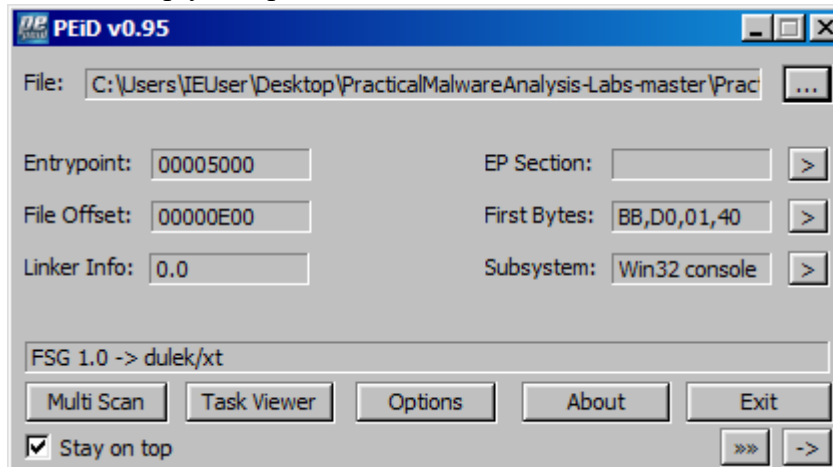 PEiD v0.95
File: C:\Users\IEUser\Desktop\PracticalMalwareAnalysis-Labs-master\Prac ...
Entrypoint: 00005000 EP Section: >
File Offset: 00000E00 First Bytes: BB,D0,01,40 >
Linker Info: 0.0 Subsystem: Win32 console >
FSG 1.0 -> dulek/xt
Multi Scan Task Viewer Options About Exit
Stay on top »» ->